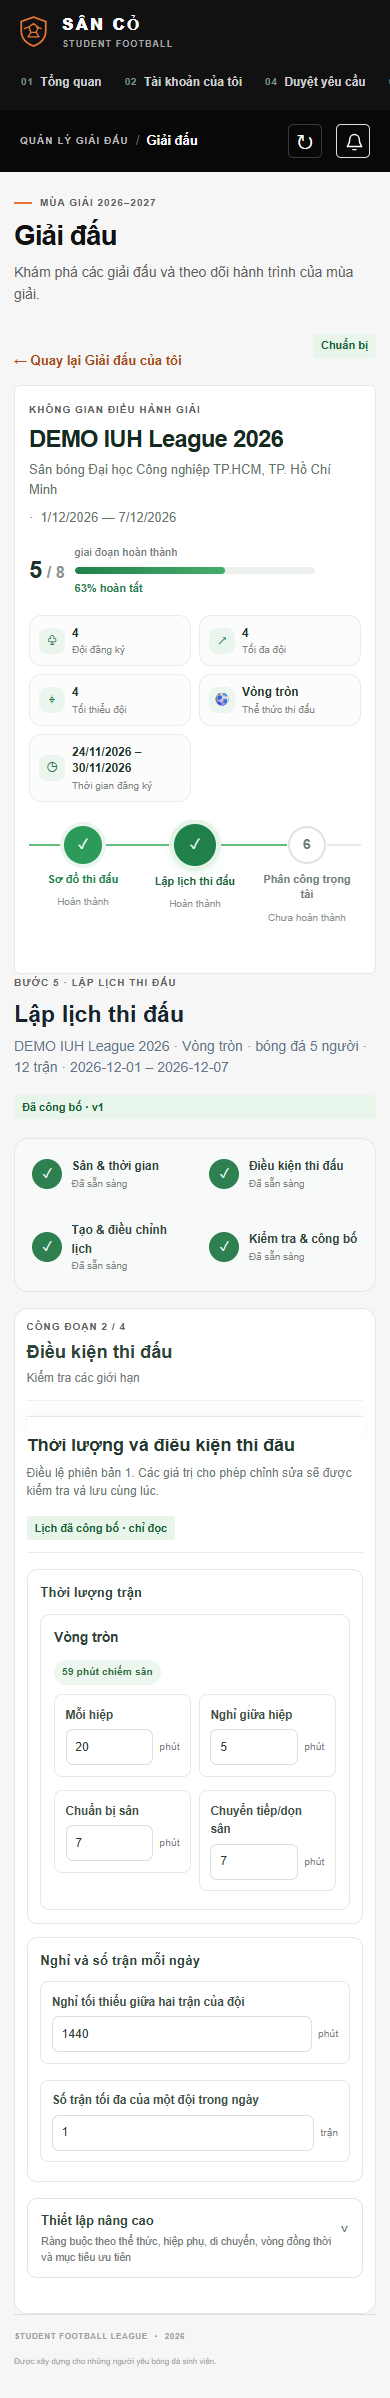 SÂN CỎ
STUDENT FOOTBALL
01 Tổng quan 02 Tài khoản của tôi 04 Duyệt yêu cầu
QUẢN LÝ GIẢI ĐẤU / Giải đấu
MÙA GIẢI 2026–2027
Giải đấu
Khám phá các giải đấu và theo dõi hành trình của mùa
giải.
Chuẩn bị
← Quay lại Giải đấu của tôi
KHÔNG GIAN ĐIỀU HÀNH GIẢI
DEMO IUH League 2026
Sân bóng Đại học Công nghiệp TP.HCM, TP. Hồ Chí
Minh
· 1/12/2026 — 7/12/2026
giai đoạn hoàn thành
5 / 8
63% hoàn tất
4
Đội đăng ký
4
Tối đa đội
4
Tối thiểu đội
Vòng tròn
Thể thức thi đấu
24/11/2026 –
30/11/2026
Thời gian đăng ký
✓
✓
6
Sơ đồ thi đấu
Hoàn thành
Lập lịch thi đấu
Hoàn thành
Phân công trọng
tài
Chưa hoàn thành
BƯỚC 5 · LẬP LỊCH THI ĐẤU
Lập lịch thi đấu
DEMO IUH League 2026 · Vòng tròn · bóng đá 5 người ·
12 trận · 2026-12-01 – 2026-12-07
Đã công bố · v1
✓ Sân & thời gian
Đã sẵn sàng
✓ Điều kiện thi đấu
Đã sẵn sàng
✓ Tạo & điều chỉnh
lịch
Đã sẵn sàng
✓ Kiểm tra & công bố
Đã sẵn sàng
CÔNG ĐOẠN 2 / 4
Điều kiện thi đấu
Kiểm tra các giới hạn
Thời lượng và điều kiện thi đấu
Điều lệ phiên bản 1. Các giá trị cho phép chỉnh sửa sẽ được
kiểm tra và lưu cùng lúc.
Lịch đã công bố · chỉ đọc
Thời lượng trận
Vòng tròn
59 phút chiếm sân
Mỗi hiệp
20 phút
Nghỉ giữa hiệp
5 phút
Chuẩn bị sân
7 phút
Chuyển tiếp/dọn
sân
7 phút
Nghỉ và số trận mỗi ngày
Nghỉ tối thiểu giữa hai trận của đội
1440 phút
Số trận tối đa của một đội trong ngày
1 trận
Thiết lập nâng cao
Ràng buộc theo thể thức, hiệp phụ, di chuyển, vòng đồng thời
và mục tiêu ưu tiên
STUDENT FOOTBALL LEAGUE • 2026
Được xây dựng cho những người yêu bóng đá sinh viên.